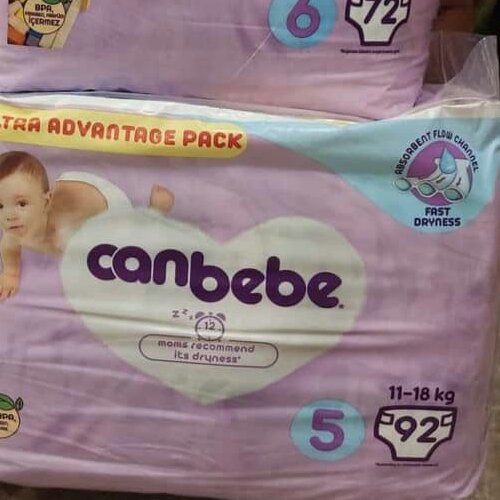 BPA,
İÇERMEZ
6
72
TRA ADVANTAGE PACK
ABSORBENT FLOW CHANNEL
FAST
DRYNESS
canbebe
zzz
12
moms recommend
its dryness*
11-18 kg
5
92